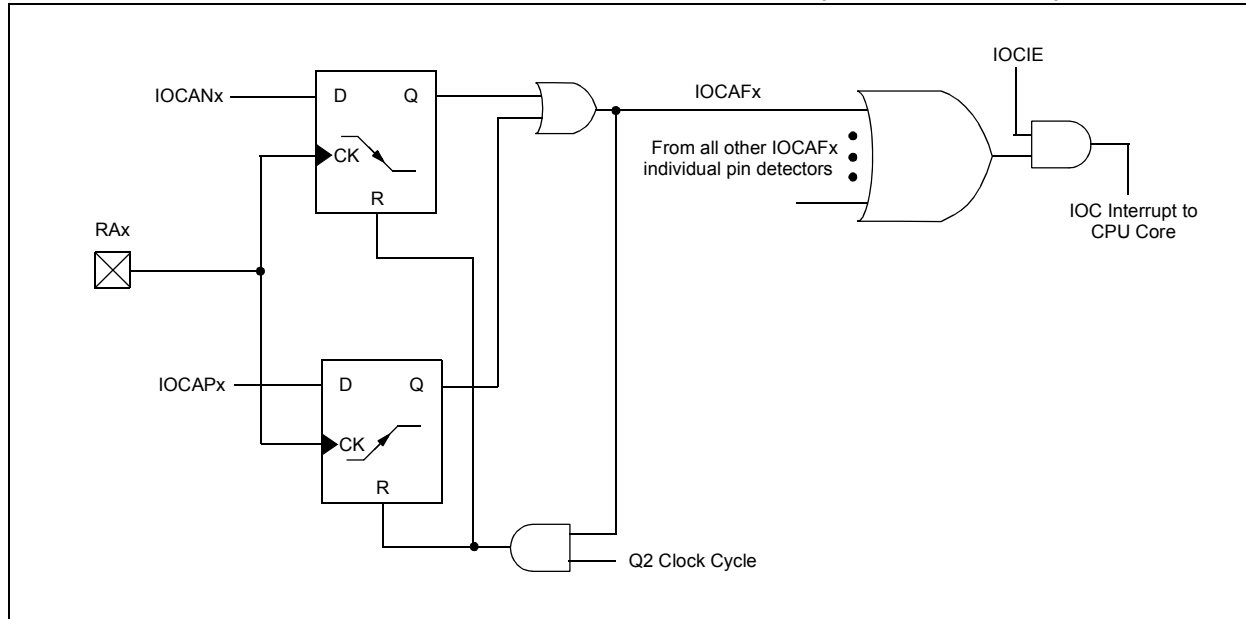 IOCIE
IOCANx
D
Q
IOCAFx
CK
From all other IOCAFx
individual pin detectors
R
IOC Interrupt to
CPU Core
RAx
IOCAPx
D
Q
CK
R
Q2 Clock Cycle